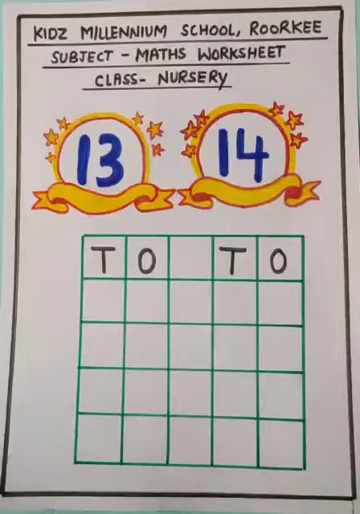 KIDZ MILLENNIUM SCHOOL, ROORKEE
SUBJECT - MATHS WORKSHEET
CLASS- NURSERY
13 14
T O T O